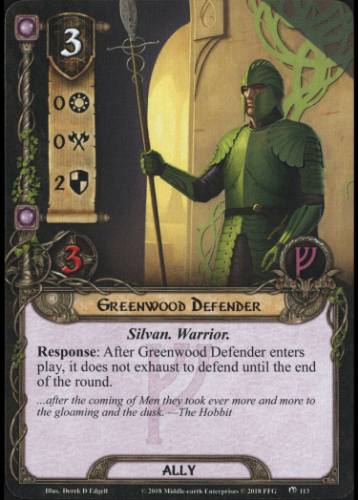 3
0
0
2
3
GREENWOOD DEFENDER
Silvan. Warrior.
Response: After Greenwood Defender enters
play, it does not exhaust to defend until the end
of the round.
...after the coming of Men they took ever more and more to
the gloaming and the dusk. —The Hobbit
Illus. Derek D Edgell
© 2018 Middle-earth Enterprises © 2018 FFG
113
ALLY